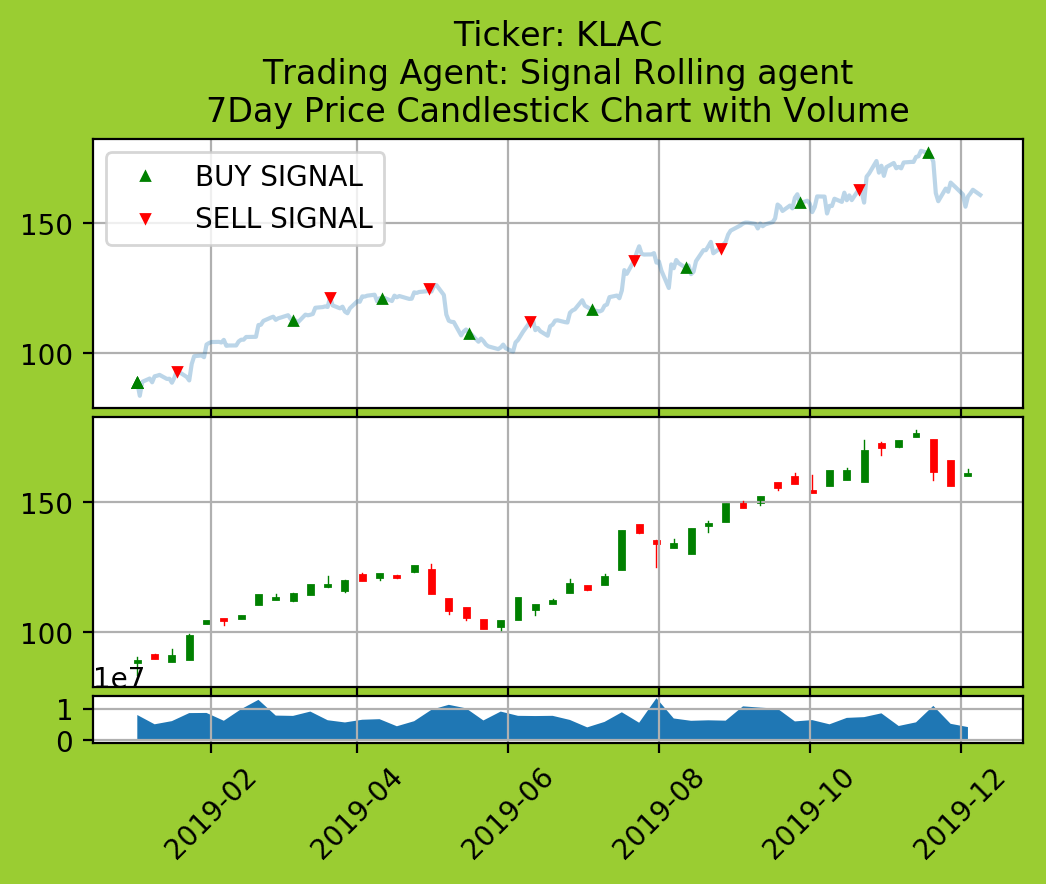 Ticker: KLAC
Trading Agent: Signal Rolling agent
7Day Price Candlestick Chart with Volume
BUY SIGNAL
SELL SIGNAL
150
100
150
100
1e7
1
0
2019-02
2019-04
2019-06
2019-08
2019-10
2019-12